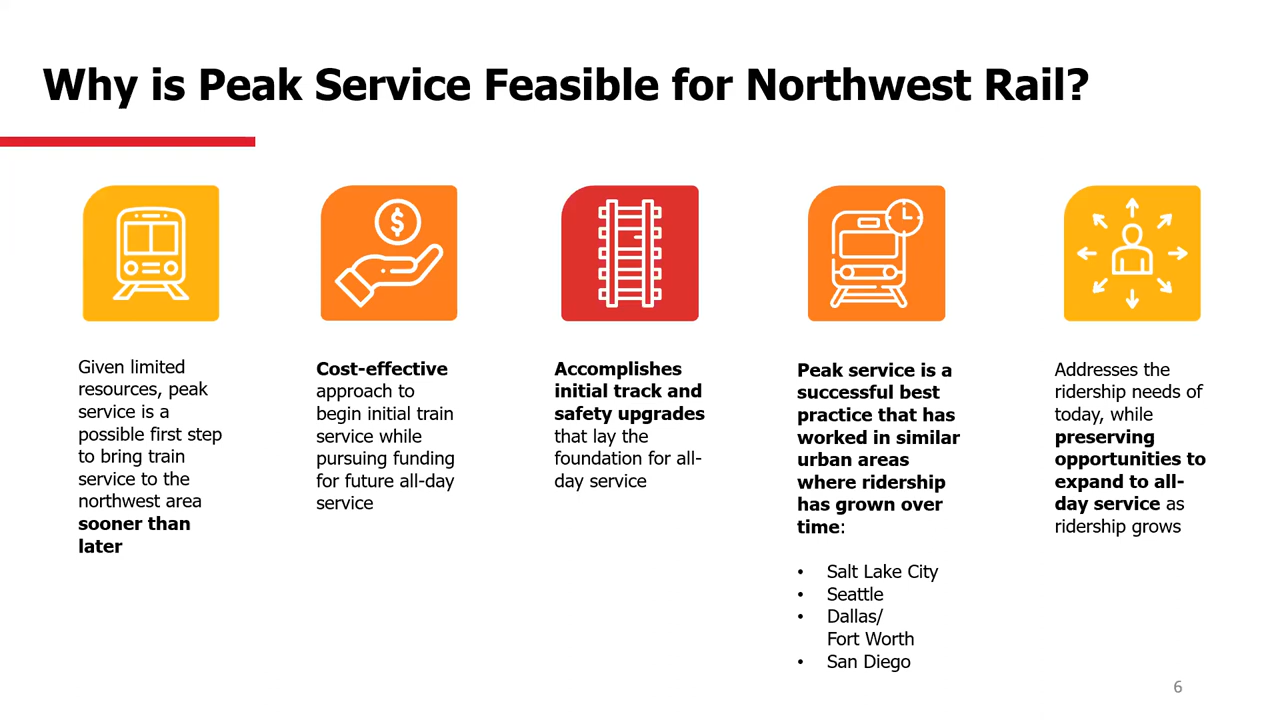 Why is Peak Service Feasible for Northwest Rail?
$
Given limited
resources, peak
service is a
possible first step
to bring train
service to the
northwest area
sooner than
later
Cost-effective
approach to
begin initial train
service while
pursuing funding
for future all-day
service
Accomplishes
initial track and
safety upgrades
that lay the
foundation for all-
day service
Peak service is a
successful best
practice that has
worked in similar
urban areas
where ridership
has grown over
time:
• Salt Lake City
• Seattle
• Dallas/
Fort Worth
• San Diego
Addresses the
ridership needs of
today, while
preserving
opportunities to
expand to all-
day service as
ridership grows
6